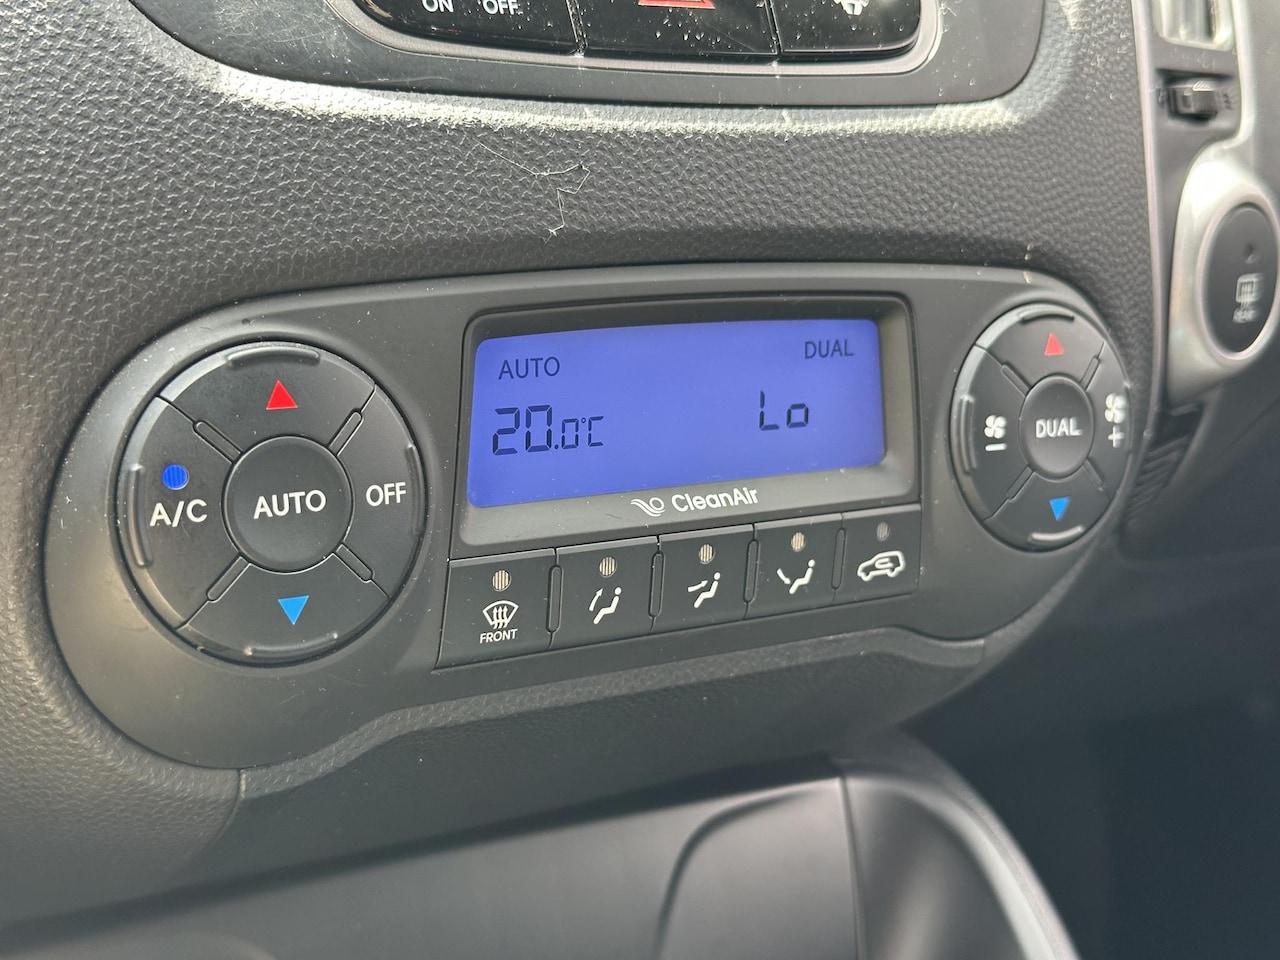 ON OFF
AUTO DUAL
20.0°C Lo
CleanAir
A/C AUTO OFF
DUAL
− +
FRONT
REAR